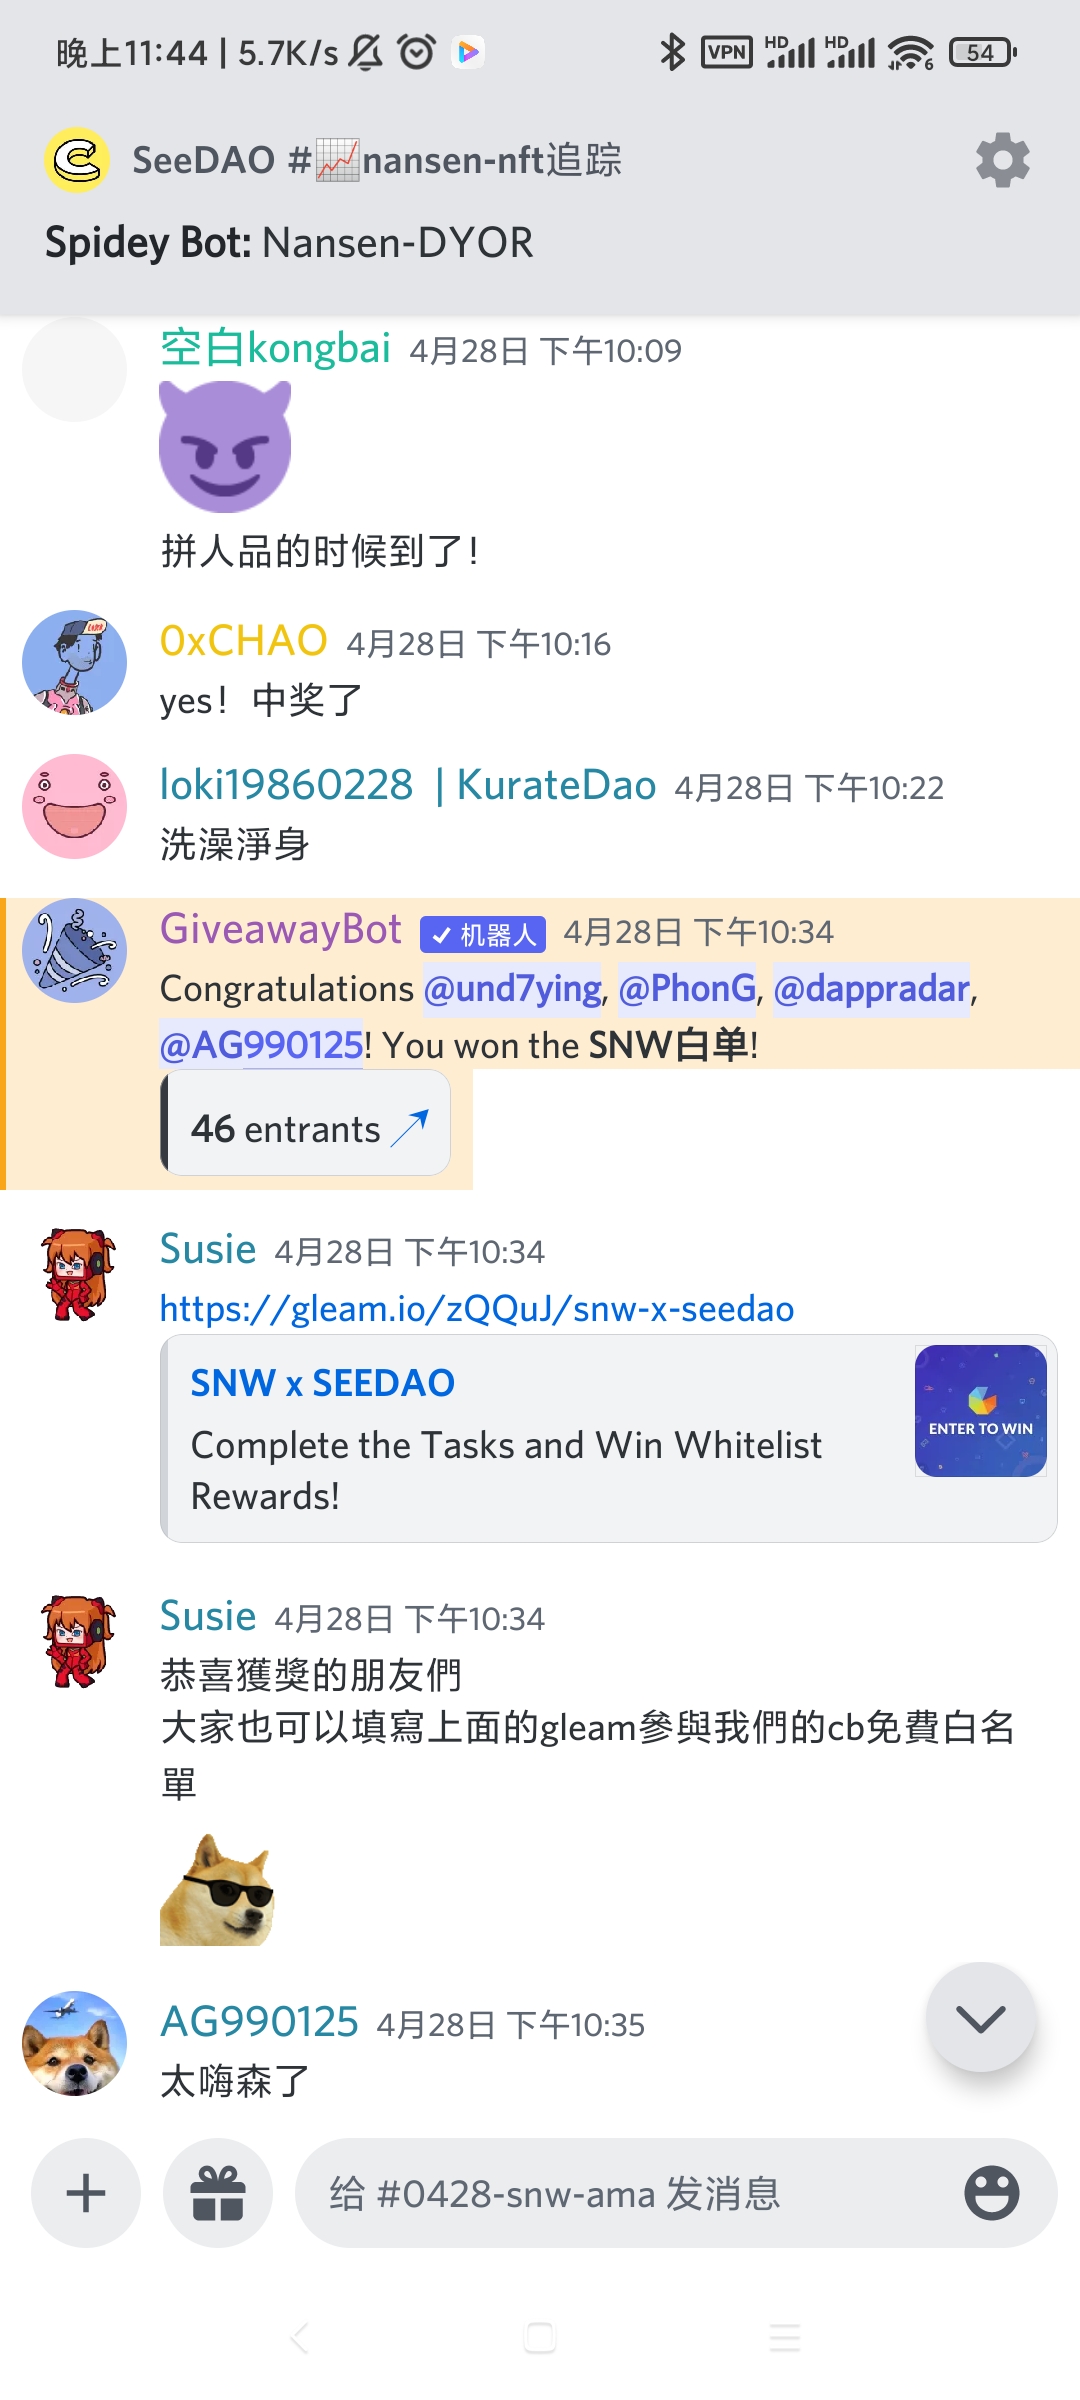 晚上11:44 | 5.7K/s
VPN HD HD 6 54
SeeDAO #📈nansen-nft追踪
Spidey Bot: Nansen-DYOR
空白kongbai 4月28日 下午10:09
拼人品的时候到了!
0xCHAO 4月28日 下午10:16
yes! 中奖了
loki19860228 | KurateDao 4月28日 下午10:22
洗澡淨身
GiveawayBot ✓ 机器人 4月28日 下午10:34
Congratulations @und7ying, @PhonG, @dappradar,
@AG990125! You won the SNW白单!
46 entrants ↗
Susie 4月28日 下午10:34
https://gleam.io/zQQuJ/snw-x-seedao
SNW x SEEDAO
Complete the Tasks and Win Whitelist
Rewards!
ENTER TO WIN
Susie 4月28日 下午10:34
恭喜獲獎的朋友們
大家也可以填寫上面的gleam參與我們的cb免費白名
單
AG990125 4月28日 下午10:35
太嗨森了
给 #0428-snw-ama 发消息